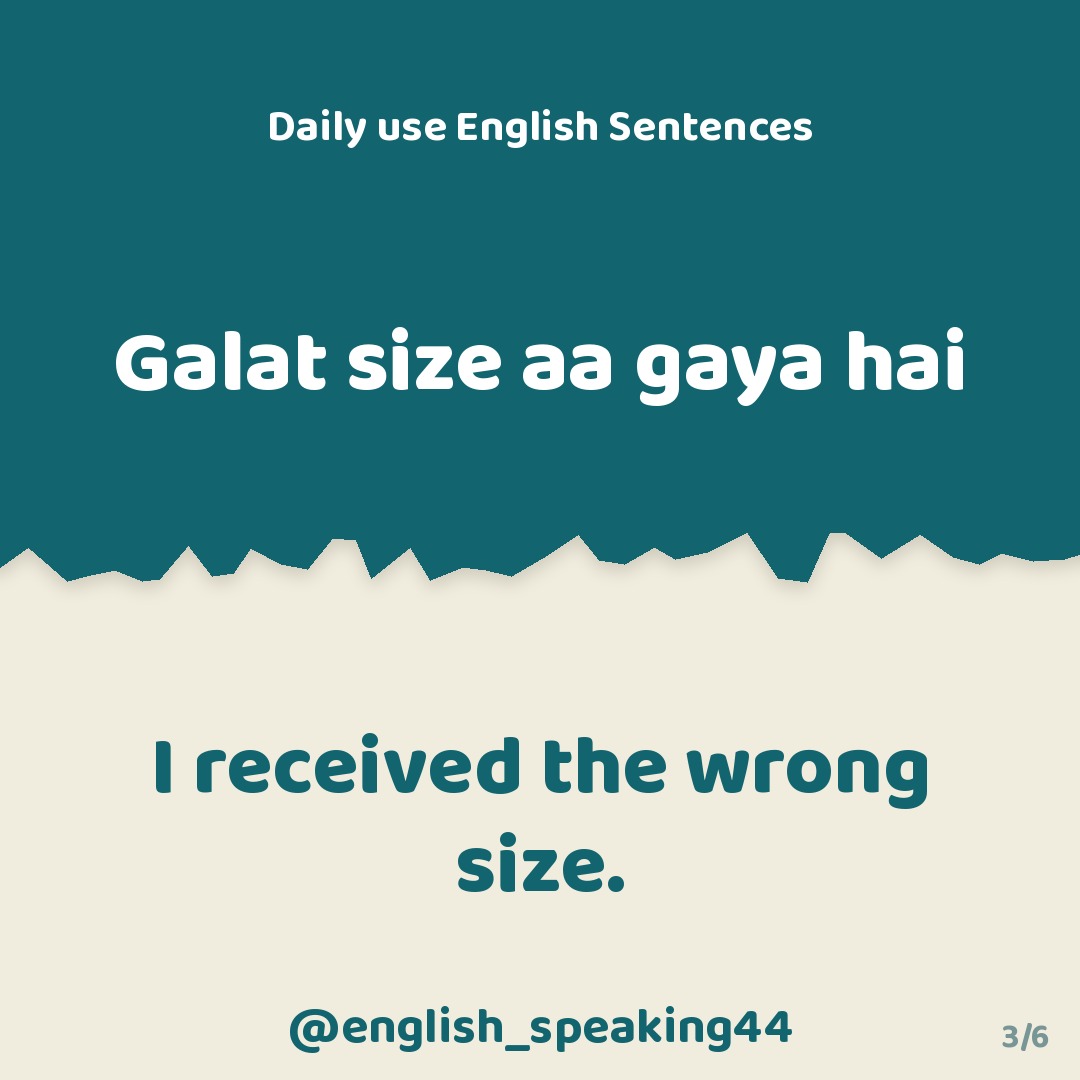 Daily use English Sentences
Galat size aa gaya hai
I received the wrong
size.
@english_speaking44
3/6